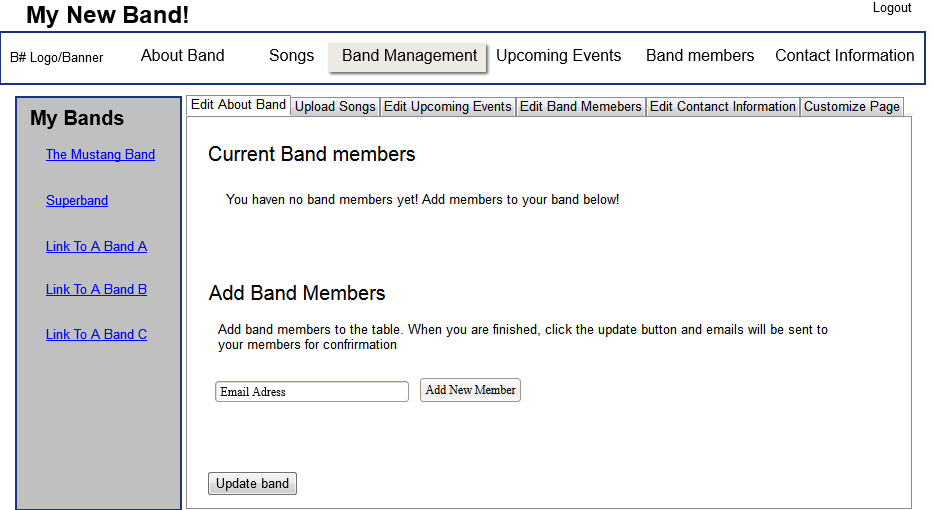 My New Band!
Logout
B# Logo/Banner About Band Songs Band Management Upcoming Events Band members Contact Information
My Bands
The Mustang Band
Superband
Link To A Band A
Link To A Band B
Link To A Band C
Edit About Band Upload Songs Edit Upcoming Events Edit Band Memebers Edit Contanct Information Customize Page
Current Band members
You haven no band members yet! Add members to your band below!
Add Band Members
Add band members to the table. When you are finished, click the update button and emails will be sent to
your members for confrirmation
Email Adress Add New Member
Update band